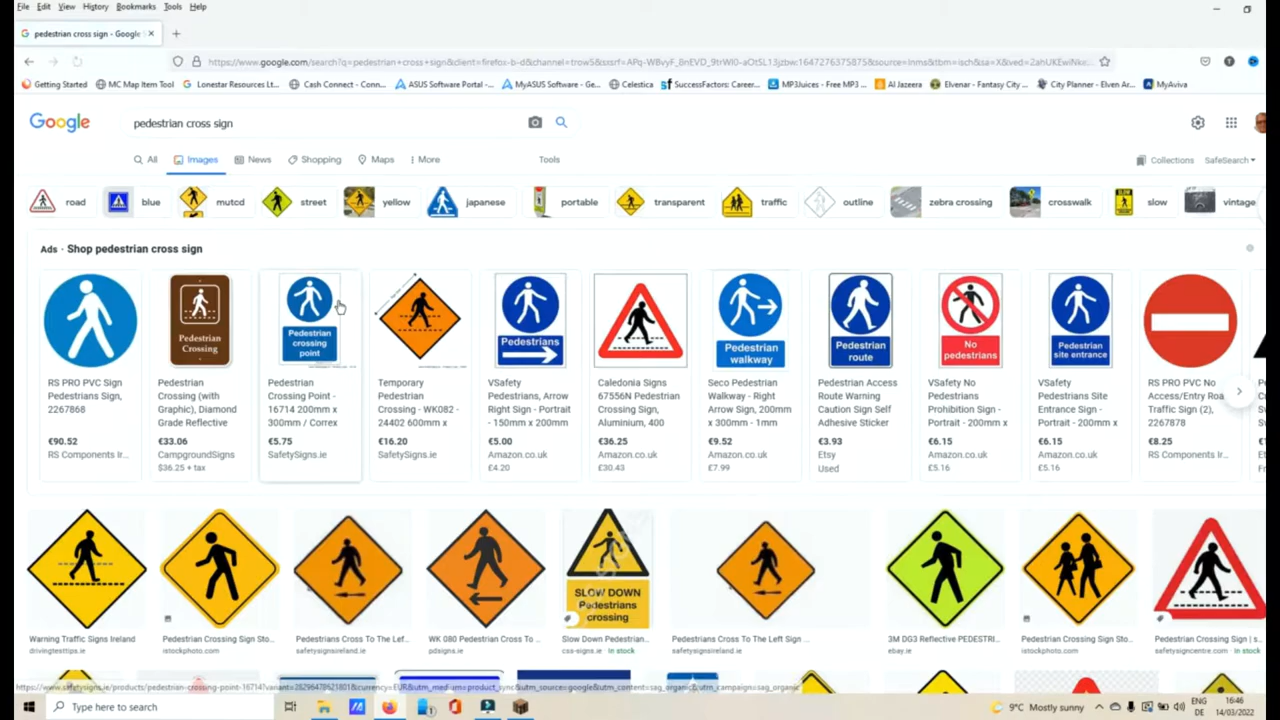 File Edit View History Bookmarks Tools Help
pedestrian cross sign - Google
Getting Started MC Map Item Tool Lonestar Resources Lt... Cash Connect - Conn... ASUS Software Portal -... MyASUS Software - Ge... Celestica SuccessFactors: Career... MP3Juices - Free MP3 ... Al Jazeera Elvenar - Fantasy City ... City Planner - Elven Ar... MyAviva
Google pedestrian cross sign
All Images News Shopping Maps More Tools Collections SafeSearch
road blue mutcd street yellow japanese portable transparent traffic outline zebra crossing crosswalk slow vintage
Ads · Shop pedestrian cross sign
Pedestrian Crossing
Pedestrian crossing point
Pedestrians
Pedestrian walkway
Pedestrian route
No pedestrians
Pedestrian site entrance
RS PRO PVC Sign
Pedestrians Sign,
2267868
€90.52
RS Components Ir...
Pedestrian
Crossing (with
Graphic), Diamond
Grade Reflective
€33.06
CampgroundSigns
$36.25 + tax
Pedestrian
Crossing Point -
16714 200mm x
300mm / Correx
€5.75
SafetySigns.ie
Temporary
Pedestrian
Crossing - WK082 -
24402 600mm x
€16.20
SafetySigns.ie
VSafety
Pedestrians, Arrow
Right Sign - Portrait
- 150mm x 200mm
€5.00
Amazon.co.uk
£4.20
Caledonia Signs
67556N Pedestrian
Crossing Sign,
Aluminium, 400
€36.25
Amazon.co.uk
£30.43
Seco Pedestrian
Walkway - Right
Arrow Sign, 200mm
x 300mm - 1mm
€9.52
Amazon.co.uk
£7.99
Pedestrian Access
Route Warning
Caution Sign Self
Adhesive Sticker
€3.93
Etsy
Used
VSafety No
Pedestrians
Prohibition Sign -
Portrait - 200mm x
€6.15
Amazon.co.uk
£5.16
VSafety
Pedestrians Site
Entrance Sign -
Portrait - 200mm x
€6.15
Amazon.co.uk
£5.16
RS PRO PVC No
Access/Entry Roa
Traffic Sign (2),
2267878
€8.25
RS Components Ir...
SLOW DOWN
Pedestrians
crossing
Warning Traffic Signs Ireland
drivingtesttips.ie
Pedestrian Crossing Sign Sto...
istockphoto.com
Pedestrians Cross To The Lef...
safetysignsireland.ie
WK 080 Pedestrian Cross To ...
pdsigns.ie
Slow Down Pedestrian...
css-signs.ie · In stock
Pedestrians Cross To The Left Sign ...
safetysignsireland.ie
3M DG3 Reflective PEDESTRI...
ebay.ie
Pedestrian Crossing Sign Sto...
istockphoto.com
Pedestrian Crossing Sign | s...
safetysigncentre.com · In stock
Type here to search
9°C Mostly sunny
ENG
DE
16:46
14/03/2022